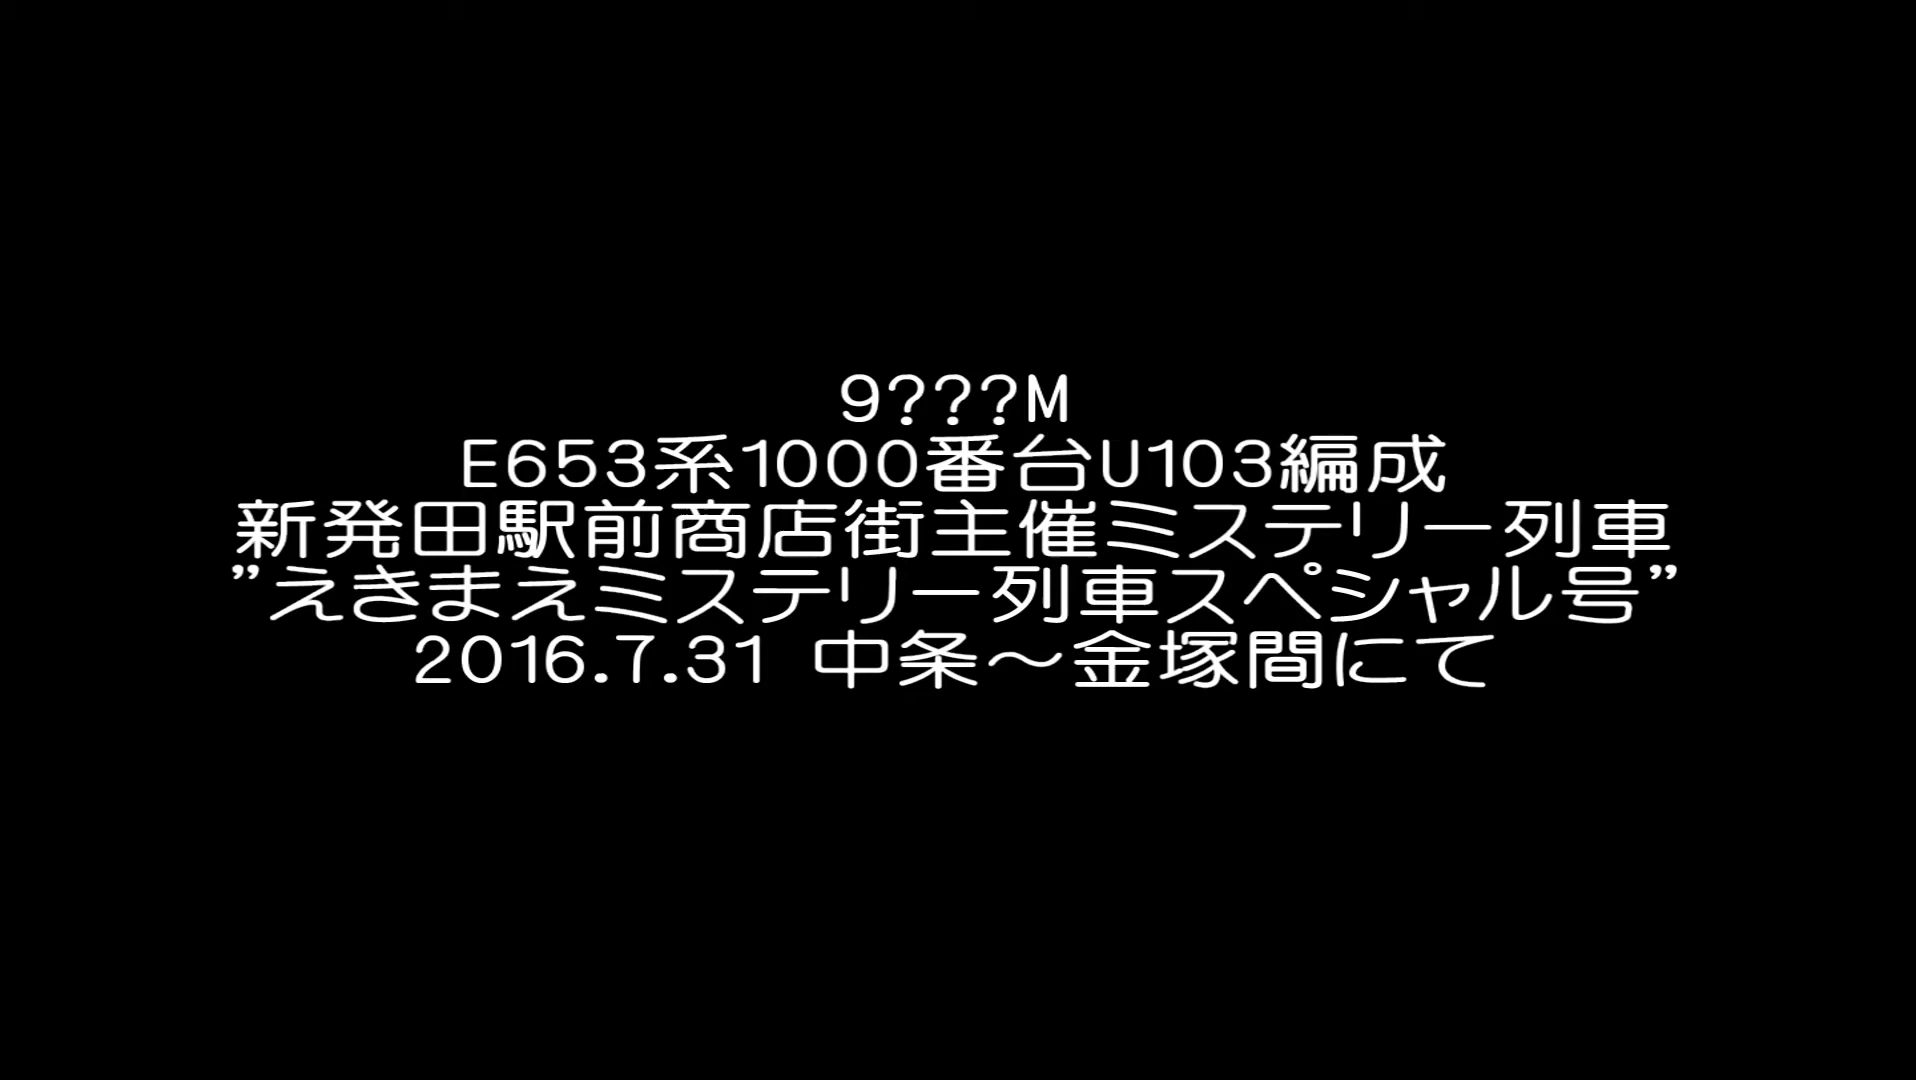 9???M
E653系1000番台U103編成
新発田駅前商店街主催ミステリー列車
”えきまえミステリー列車スペシャル号”
2016.7.31 中条～金塚間にて